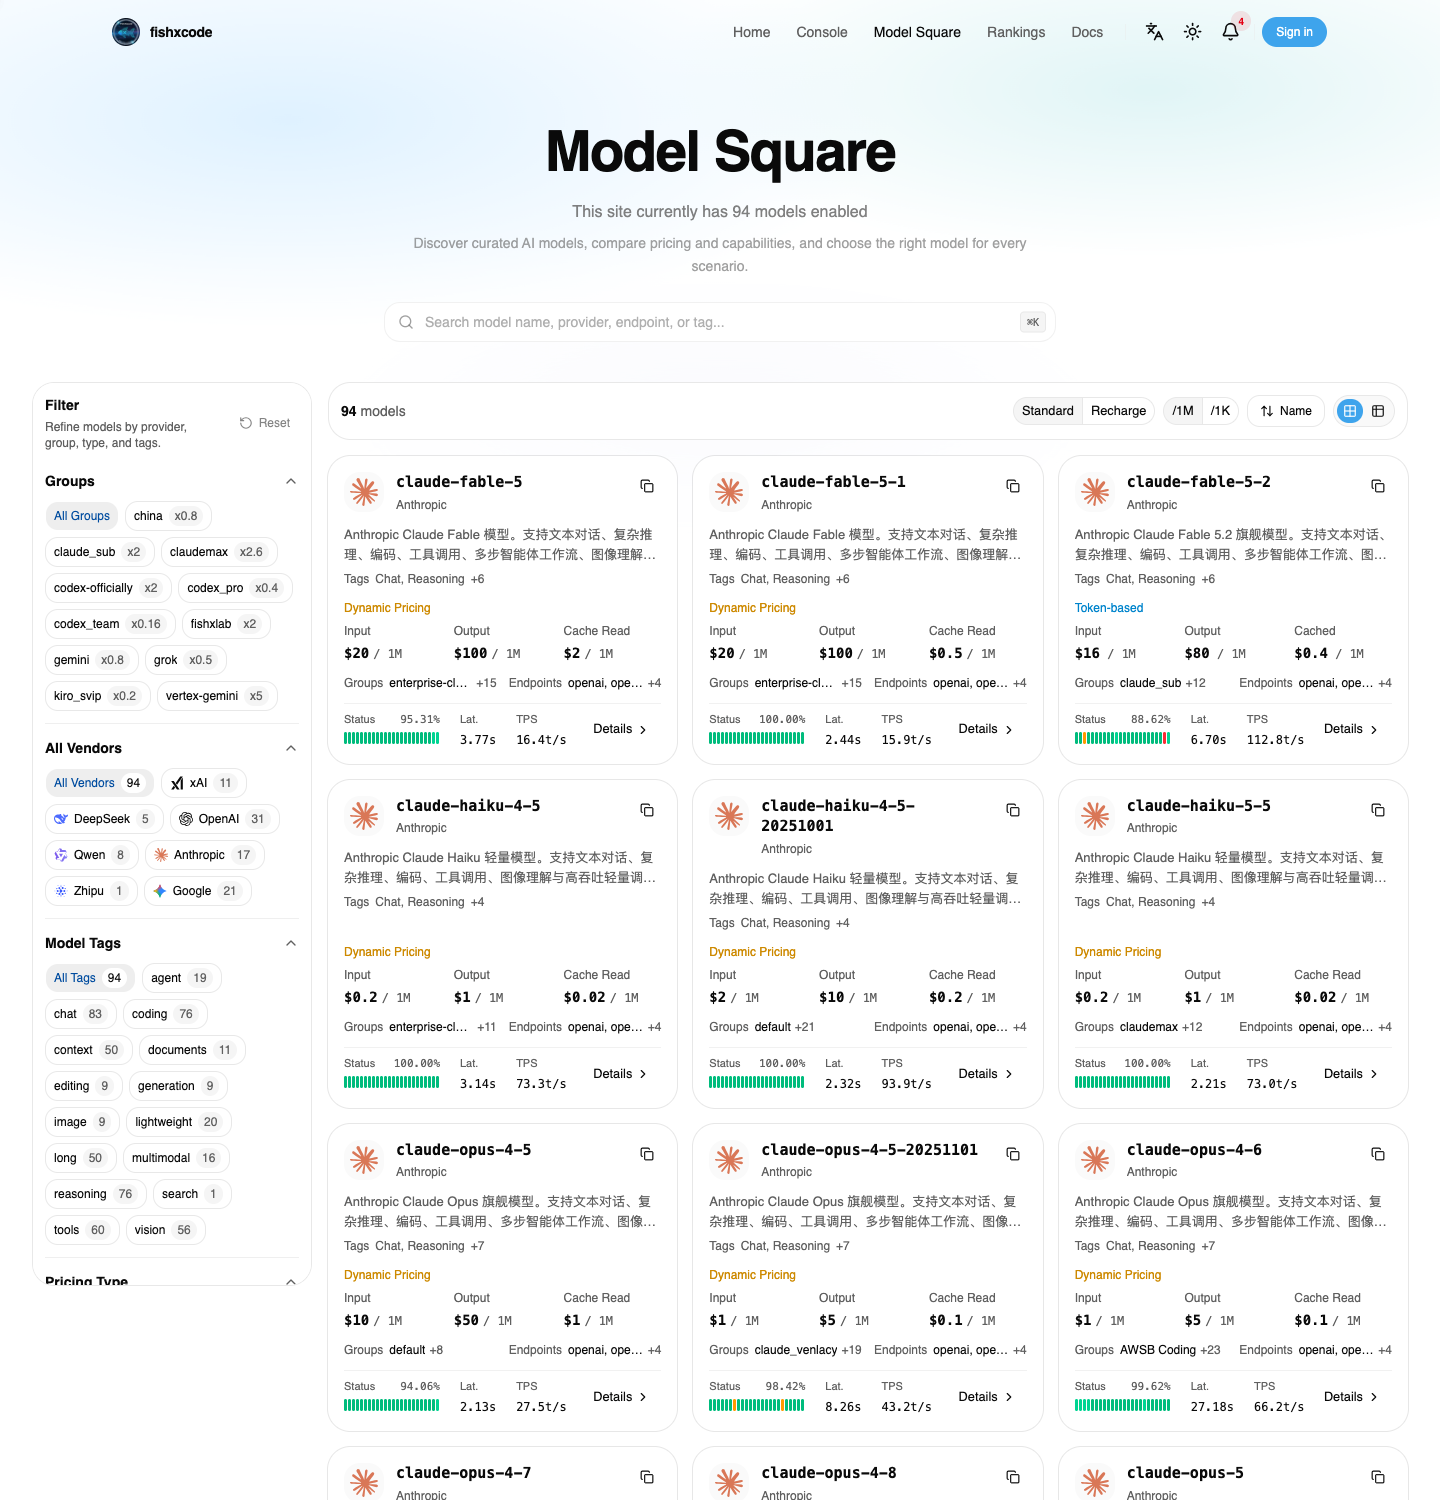 fishxcode
Home
Console
Model Square
Rankings
Docs
4
Sign in
Model Square
This site currently has 94 models enabled
Discover curated AI models, compare pricing and capabilities, and choose the right model for every
scenario.
Search model name, provider, endpoint, or tag...
⌘K
Filter
Refine models by provider,
group, type, and tags.
Reset
Groups
All Groups
china x0.8
claude_sub x2
claudemax x2.6
codex-officially x2
codex_pro x0.4
codex_team x0.16
fishxlab x2
gemini x0.8
grok x0.5
kiro_svip x0.2
vertex-gemini x5
All Vendors
All Vendors 94
xAI 11
DeepSeek 5
OpenAI 31
Qwen 8
Anthropic 17
Zhipu 1
Google 21
Model Tags
All Tags 94
agent 19
chat 83
coding 76
context 50
documents 11
editing 9
generation 9
image 9
lightweight 20
long 50
multimodal 16
reasoning 76
search 1
tools 60
vision 56
Pricing Type
94 models
Standard
Recharge
/1M
/1K
Name
claude-fable-5
Anthropic
Anthropic Claude Fable 模型。支持文本对话、复杂推
理、编码、工具调用、多步智能体工作流、图像理解…
Tags Chat, Reasoning +6
Dynamic Pricing
Input Output Cache Read
$20 / 1M $100 / 1M $2 / 1M
Groups enterprise-cl… +15 Endpoints openai, ope… +4
Status 95.31% Lat. TPS
3.77s 16.4t/s
Details
claude-fable-5-1
Anthropic
Anthropic Claude Fable 模型。支持文本对话、复杂推
理、编码、工具调用、多步智能体工作流、图像理解…
Tags Chat, Reasoning +6
Dynamic Pricing
Input Output Cache Read
$20 / 1M $100 / 1M $0.5 / 1M
Groups enterprise-cl… +15 Endpoints openai, ope… +4
Status 100.00% Lat. TPS
2.44s 15.9t/s
Details
claude-fable-5-2
Anthropic
Anthropic Claude Fable 5.2 旗舰模型。支持文本对话、
复杂推理、编码、工具调用、多步智能体工作流、图…
Tags Chat, Reasoning +6
Token-based
Input Output Cached
$16 / 1M $80 / 1M $0.4 / 1M
Groups claude_sub +12 Endpoints openai, ope… +4
Status 88.62% Lat. TPS
6.70s 112.8t/s
Details
claude-haiku-4-5
Anthropic
Anthropic Claude Haiku 轻量模型。支持文本对话、复
杂推理、编码、工具调用、图像理解与高吞吐轻量调…
Tags Chat, Reasoning +4
Dynamic Pricing
Input Output Cache Read
$0.2 / 1M $1 / 1M $0.02 / 1M
Groups enterprise-cl… +11 Endpoints openai, ope… +4
Status 100.00% Lat. TPS
3.14s 73.3t/s
Details
claude-haiku-4-5-
20251001
Anthropic
Anthropic Claude Haiku 轻量模型。支持文本对话、复
杂推理、编码、工具调用、图像理解与高吞吐轻量调…
Tags Chat, Reasoning +4
Dynamic Pricing
Input Output Cache Read
$2 / 1M $10 / 1M $0.2 / 1M
Groups default +21 Endpoints openai, ope… +4
Status 100.00% Lat. TPS
2.32s 93.9t/s
Details
claude-haiku-5-5
Anthropic
Anthropic Claude Haiku 轻量模型。支持文本对话、复
杂推理、编码、工具调用、图像理解与高吞吐轻量调…
Tags Chat, Reasoning +4
Dynamic Pricing
Input Output Cache Read
$0.2 / 1M $1 / 1M $0.02 / 1M
Groups claudemax +12 Endpoints openai, ope… +4
Status 100.00% Lat. TPS
2.21s 73.0t/s
Details
claude-opus-4-5
Anthropic
Anthropic Claude Opus 旗舰模型。支持文本对话、复
杂推理、编码、工具调用、多步智能体工作流、图像…
Tags Chat, Reasoning +7
Dynamic Pricing
Input Output Cache Read
$10 / 1M $50 / 1M $1 / 1M
Groups default +8 Endpoints openai, ope… +4
Status 94.06% Lat. TPS
2.13s 27.5t/s
Details
claude-opus-4-5-20251101
Anthropic
Anthropic Claude Opus 旗舰模型。支持文本对话、复
杂推理、编码、工具调用、多步智能体工作流、图像…
Tags Chat, Reasoning +7
Dynamic Pricing
Input Output Cache Read
$1 / 1M $5 / 1M $0.1 / 1M
Groups claude_venlacy +19 Endpoints openai, ope… +4
Status 98.42% Lat. TPS
8.26s 43.2t/s
Details
claude-opus-4-6
Anthropic
Anthropic Claude Opus 旗舰模型。支持文本对话、复
杂推理、编码、工具调用、多步智能体工作流、图像…
Tags Chat, Reasoning +7
Dynamic Pricing
Input Output Cache Read
$1 / 1M $5 / 1M $0.1 / 1M
Groups AWSB Coding +23 Endpoints openai, ope… +4
Status 99.62% Lat. TPS
27.18s 66.2t/s
Details
claude-opus-4-7
Anthropic
claude-opus-4-8
Anthropic
claude-opus-5
Anthropic